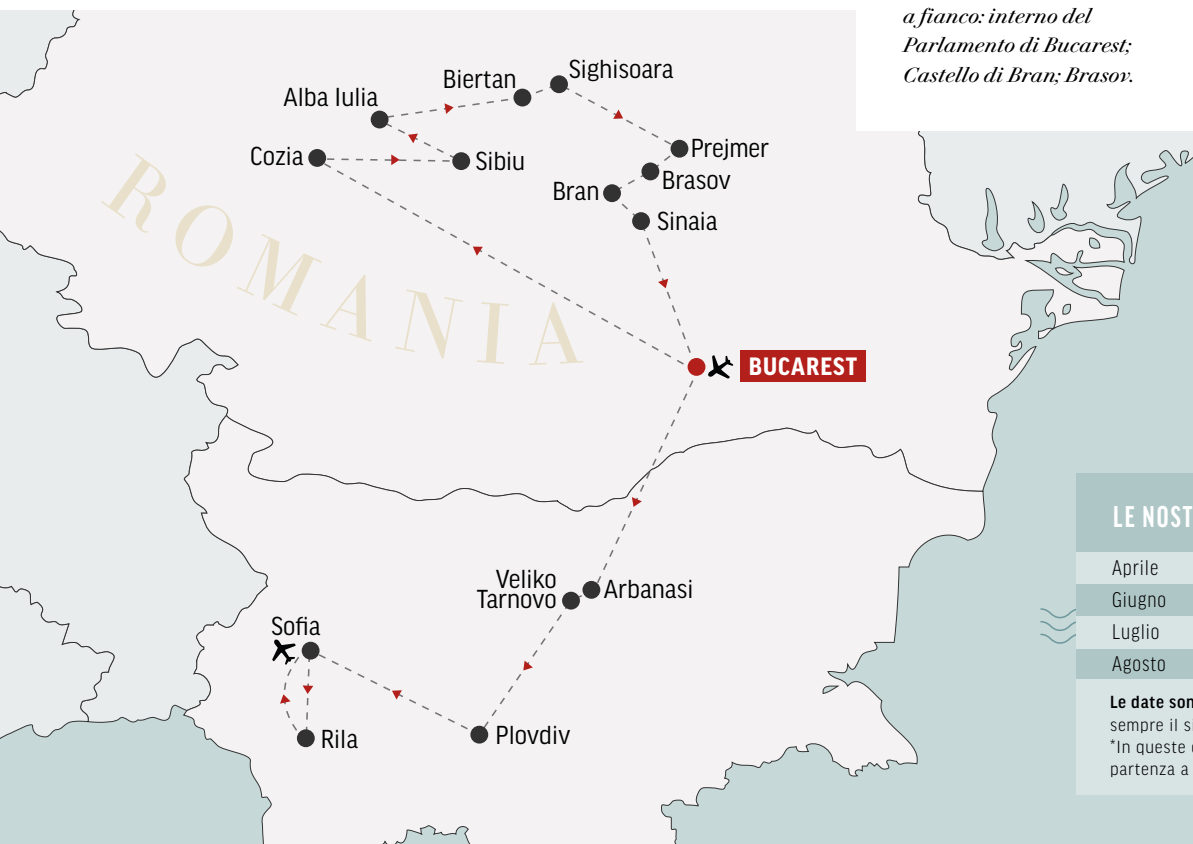 a fianco: interno del
Parlamento di Bucarest;
Castello di Bran; Brasov.
Sighisoara
Biertan
Alba Iulia
Cozia
Sibiu
Prejmer
Brasov
Bran
Sinaia
ROMANIA
BUCAREST
Veliko
Tarnovo
Arbanasi
Sofia
Rila
Plovdiv
LE NOST
Aprile
Giugno
Luglio
Agosto
Le date son
sempre il s
*In queste
partenza a